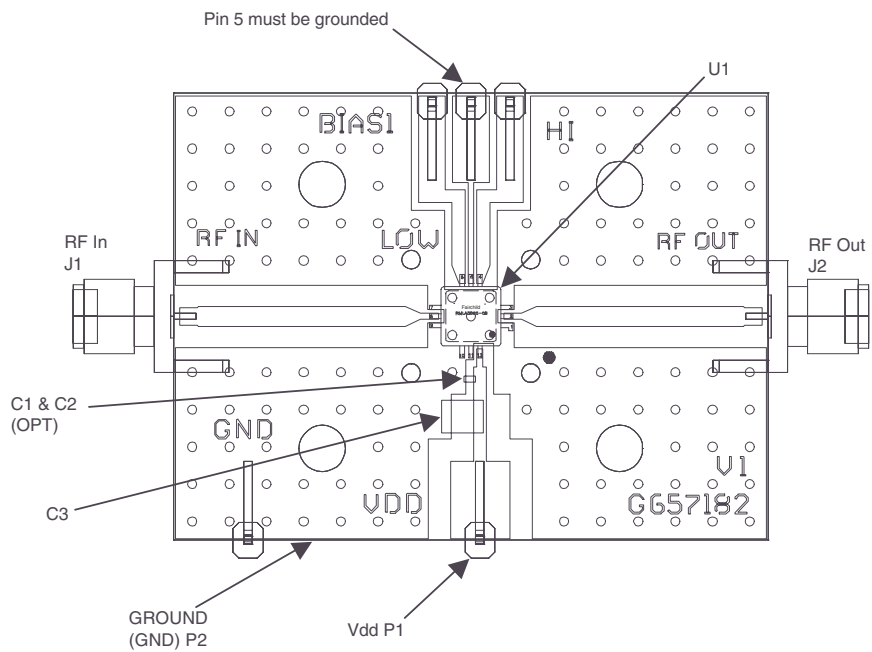 Pin 5 must be grounded
U1
BIAS1
HI
RF In
J1
RF IN
LOW
RF OUT
RF Out
J2
Fairchild
C1 & C2
(OPT)
GND
V1
C3
VDD
G657182
GROUND
(GND) P2
Vdd P1